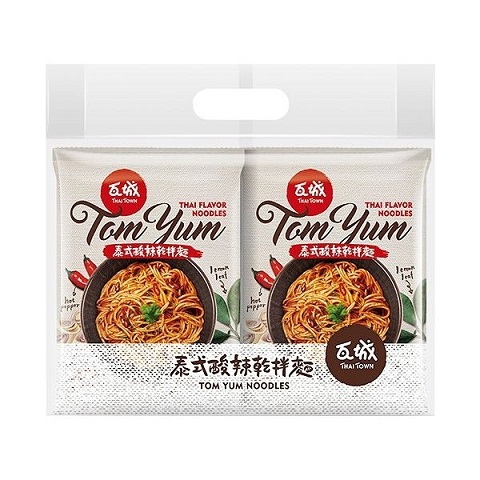 瓦城
THAI TOWN
THAI FLAVOR
NOODLES
Tom Yum
泰式酸辣乾拌麵
hot
pepper
lemon
leaf
瓦城
THAI TOWN
THAI FLAVOR
NOODLES
Tom Yum
泰式酸辣乾拌麵
hot
pepper
lemon
leaf
泰式酸辣乾拌麵
TOM YUM NOODLES
瓦城
THAI TOWN